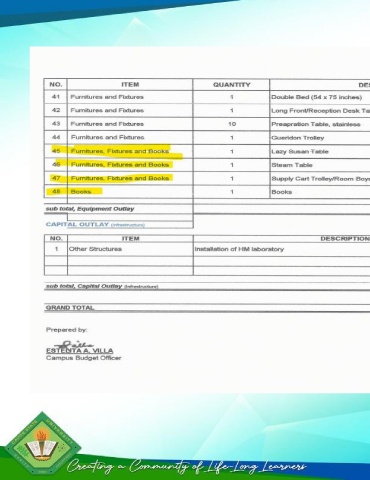 NO. ITEM QUANTITY DE
41 Furnitures and Fixtures 1 Double Bed (54 x 75 inches)
42 Furnitures and Fixtures 1 Long Front/Reception Desk Ta
43 Furnitures and Fixtures 10 Preapration Table, stainless
44 Furnitures and Fixtures 1 Gueridon Trolley
45 Furnitures, Fixtures and Books 1 Lazy Susan Table
46 Furnitures, Fixtures and Books 1 Steam Table
47 Furnitures, Fixtures and Books 1 Supply Cart Trolley/Room Boys
48 Books 1 Books
sub total, Equipment Outlay
CAPITAL OUTLAY (Infrastructure)
NO. ITEM DESCRIPTION
1 Other Structures Installation of HM laboratory
sub total, Capital Outlay (Infrastructure)
GRAND TOTAL
Prepared by:
ESTELITA A. VILLA
Campus Budget Officer
Creating a Community of Life-Long Learners